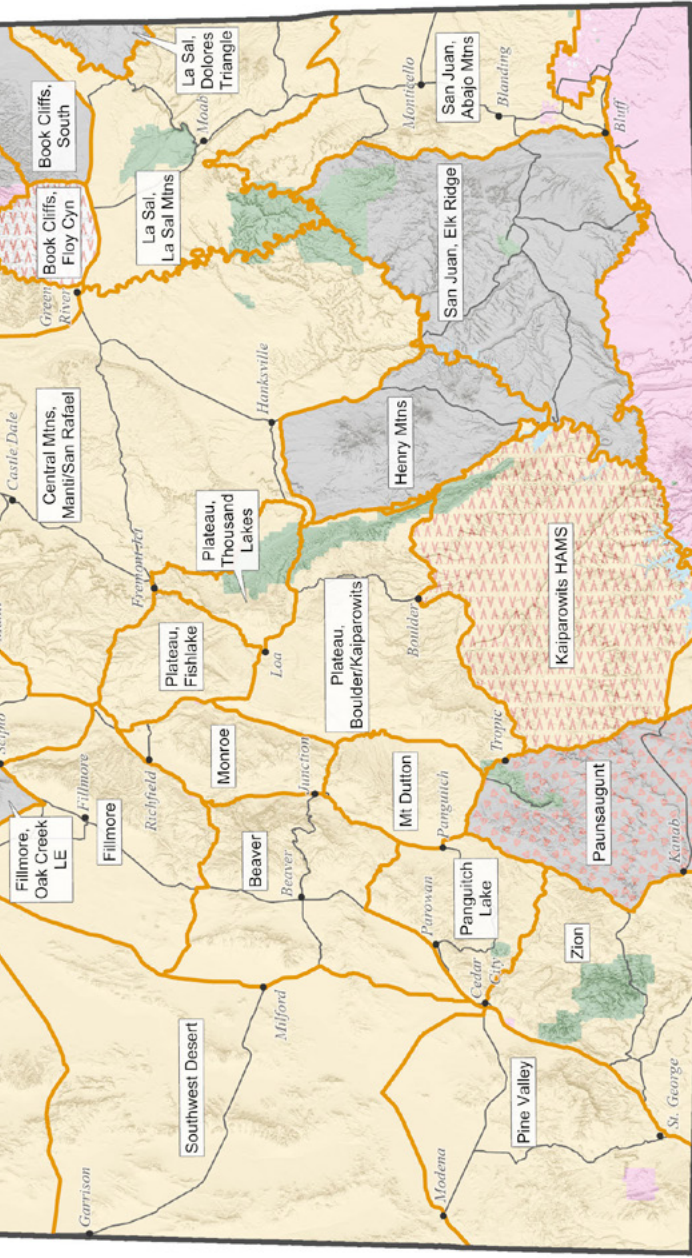 Garrison
Fillmore,
Oak Creek
LE
Fillmore
Fillmore
Castle Dale
Central Mtns,
Manti/San Rafael
Green
River
Book Cliffs,
Floy Cyn
Book Cliffs,
South
Richfield
Fremont Jct
Southwest Desert
Plateau,
Fishlake
Plateau,
Thousand
Lakes
La Sal,
La Sal Mtns
Moab
La Sal,
Dolores
Triangle
Milford
Beaver
Beaver
Monroe
Junction
Loa
Hanksville
Plateau,
Boulder/Kaiparowits
Modena
Parowan
Mt Dutton
Boulder
Henry Mtns
Monticello
Cedar
City
Panguitch
Lake
Panguitch
San Juan, Elk Ridge
San Juan,
Abajo Mtns
Pine Valley
Tropic
Blanding
Zion
Paunsaugunt
Kaiparowits HAMS
Bluff
St. George
Kanab